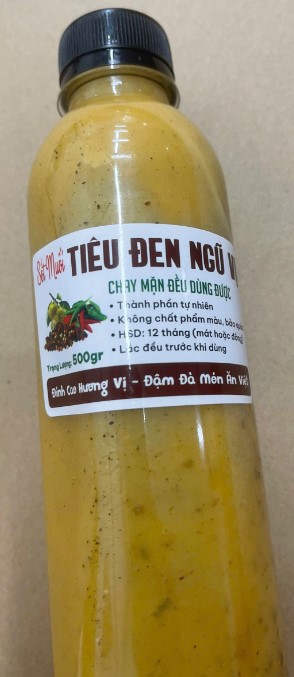 Sốt Muối
TIÊU ĐEN NGŨ VỊ
CHAY MẶN ĐỀU DÙNG ĐƯỢC
• Thành phần tự nhiên
• Không chất phẩm màu, bảo
• HSD: 12 tháng (mát hoặc đông)
• Lắc đều trước khi dùng
Trọng Lượng: 500gr
Đỉnh Cao Hương Vị - Đậm Đà Món Ăn Việt